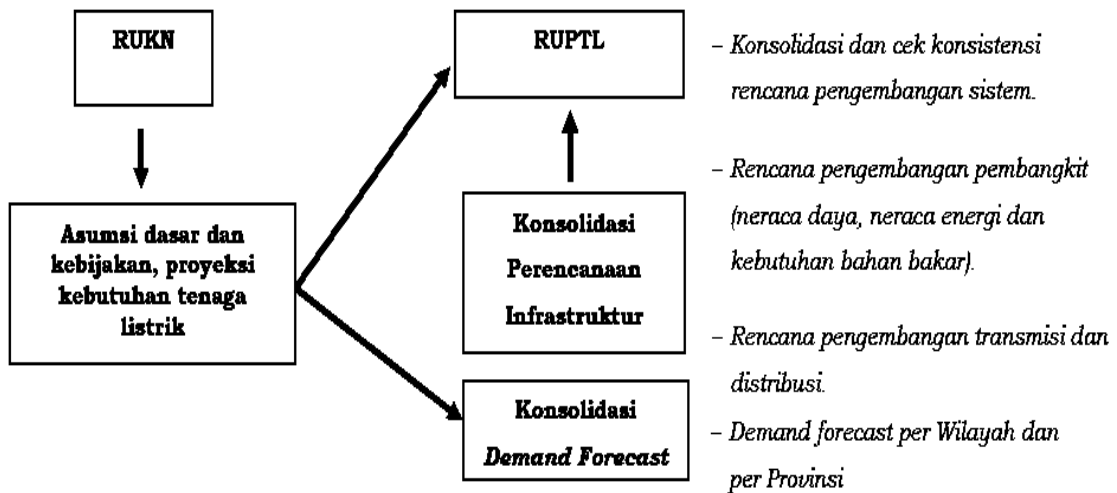 RUKN
Asumsi dasar dan
kebijakan, proyeksi
kebutuhan tenaga
listrik
RUPTL
Konsolidasi
Perencanaan
Infrastruktur
Konsolidasi
Demand Forecast
– Konsolidasi dan cek konsistensi
rencana pengembangan sistem.
– Rencana pengembangan pembangkit
(neraca daya, neraca energi dan
kebutuhan bahan bakar).
– Rencana pengembangan transmisi dan
distribusi.
– Demand forecast per Wilayah dan
per Provinsi